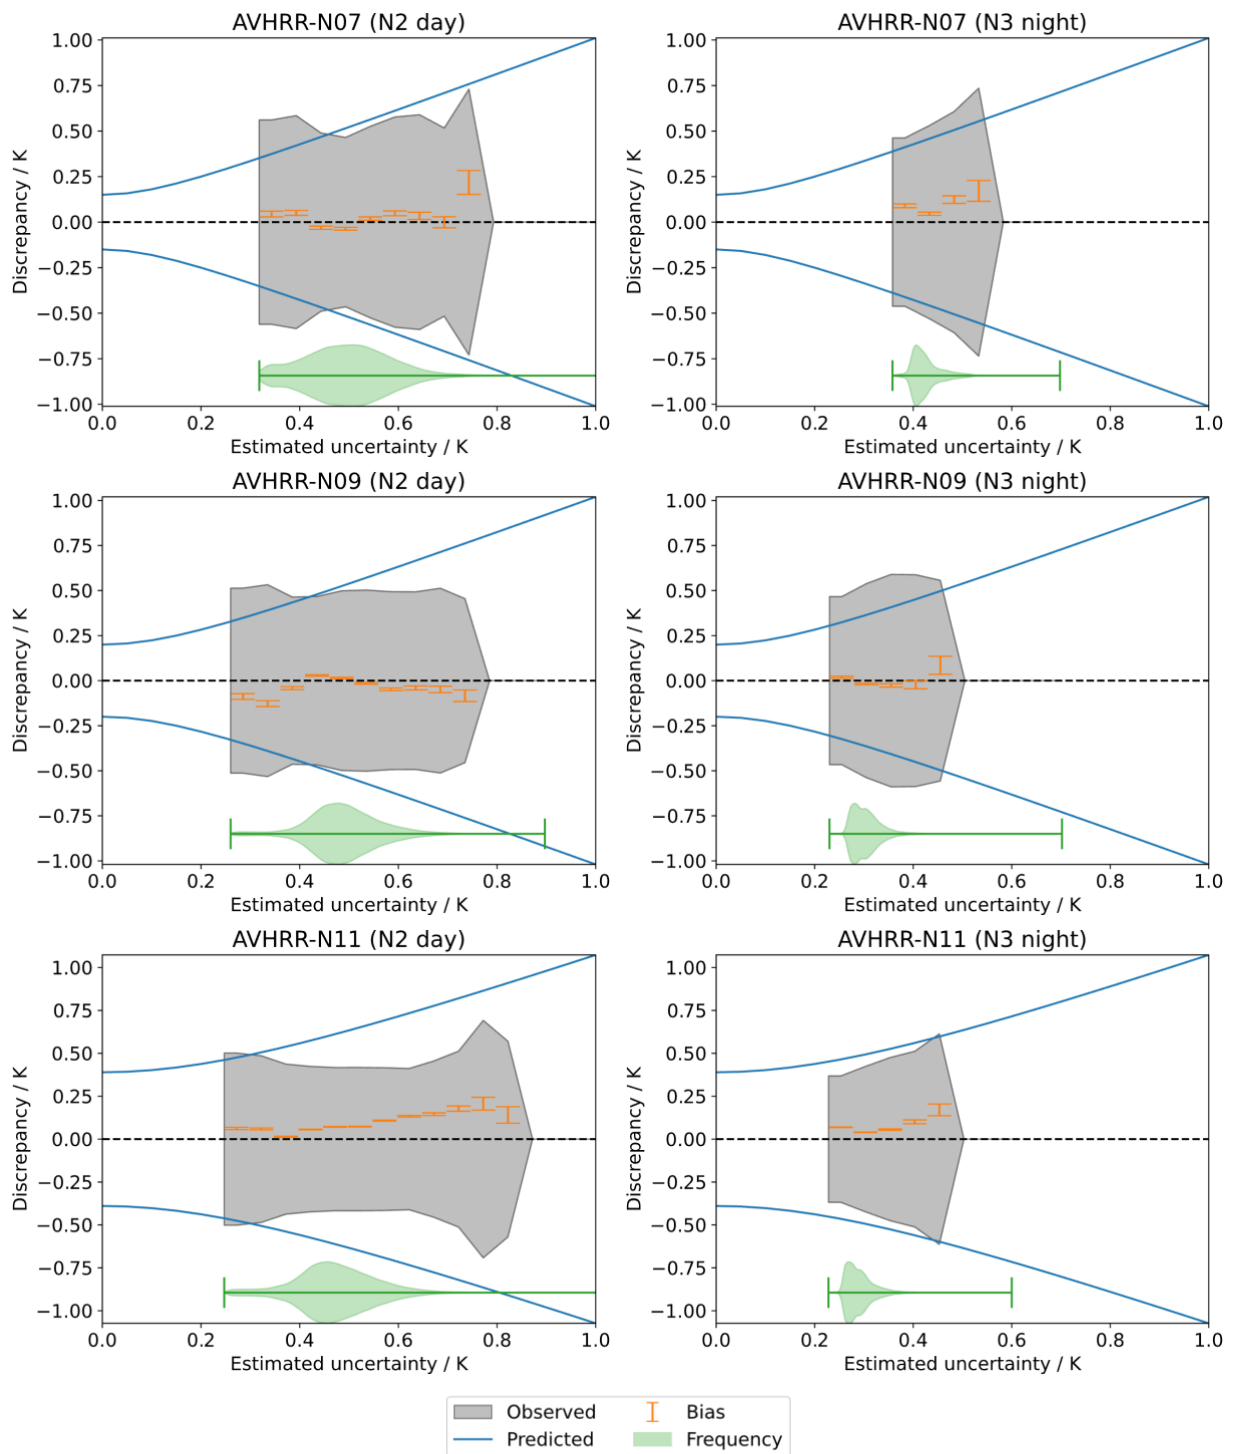 AVHRR-N07 (N2 day)
1.00
0.75
0.50
0.25
0.00
−0.25
−0.50
−0.75
−1.00
Discrepancy / K
0.0 0.2 0.4 0.6 0.8 1.0
Estimated uncertainty / K
AVHRR-N07 (N3 night)
1.00
0.75
0.50
0.25
0.00
−0.25
−0.50
−0.75
−1.00
Discrepancy / K
0.0 0.2 0.4 0.6 0.8 1.0
Estimated uncertainty / K
AVHRR-N09 (N2 day)
1.00
0.75
0.50
0.25
0.00
−0.25
−0.50
−0.75
−1.00
Discrepancy / K
0.0 0.2 0.4 0.6 0.8 1.0
Estimated uncertainty / K
AVHRR-N09 (N3 night)
1.00
0.75
0.50
0.25
0.00
−0.25
−0.50
−0.75
−1.00
Discrepancy / K
0.0 0.2 0.4 0.6 0.8 1.0
Estimated uncertainty / K
AVHRR-N11 (N2 day)
1.00
0.75
0.50
0.25
0.00
−0.25
−0.50
−0.75
−1.00
Discrepancy / K
0.0 0.2 0.4 0.6 0.8 1.0
Estimated uncertainty / K
AVHRR-N11 (N3 night)
1.00
0.75
0.50
0.25
0.00
−0.25
−0.50
−0.75
−1.00
Discrepancy / K
0.0 0.2 0.4 0.6 0.8 1.0
Estimated uncertainty / K
Observed Bias
Predicted Frequency